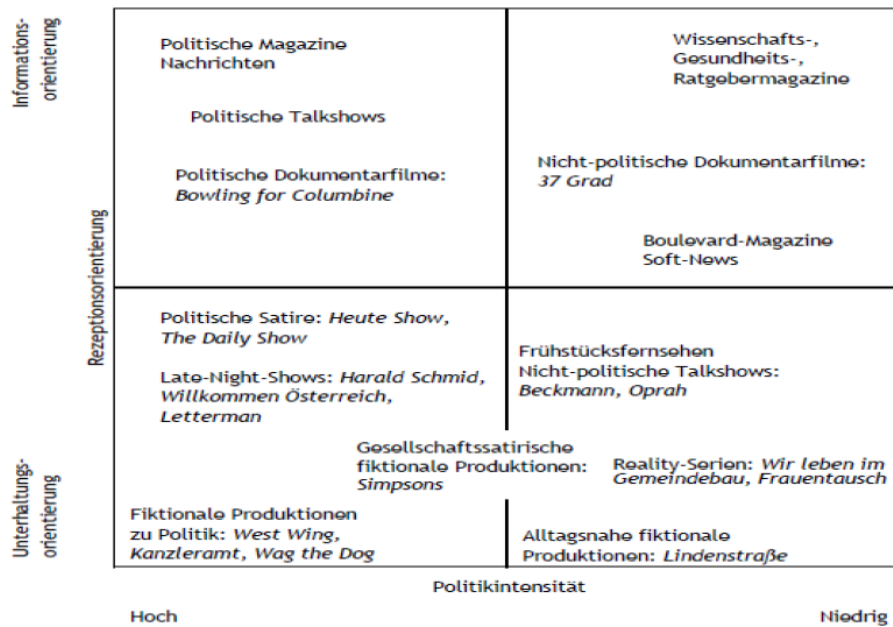 Informations-
orientierung
Politische Magazine
Nachrichten
Politische Talkshows
Politische Dokumentarfilme:
Bowling for Columbine
Wissenschafts-,
Gesundheits-,
Ratgebermagazine
Nicht-politische Dokumentarfilme:
37 Grad
Boulevard-Magazine
Soft-News
Rezeptionsorientierung
Politische Satire: Heute Show,
The Daily Show
Late-Night-Shows: Harald Schmid,
Willkommen Österreich,
Letterman
Frühstücksfernsehen
Nicht-politische Talkshows:
Beckmann, Oprah
Gesellschaftssatirische
fiktionale Produktionen:
Simpsons
Reality-Serien: Wir leben im
Gemeindebau, Frauentausch
Unterhaltungs-
orientierung
Fiktionale Produktionen
zu Politik: West Wing,
Kanzleramt, Wag the Dog
Alltagsnahe fiktionale
Produktionen: Lindenstraße
Politikintensität
Hoch
Niedrig